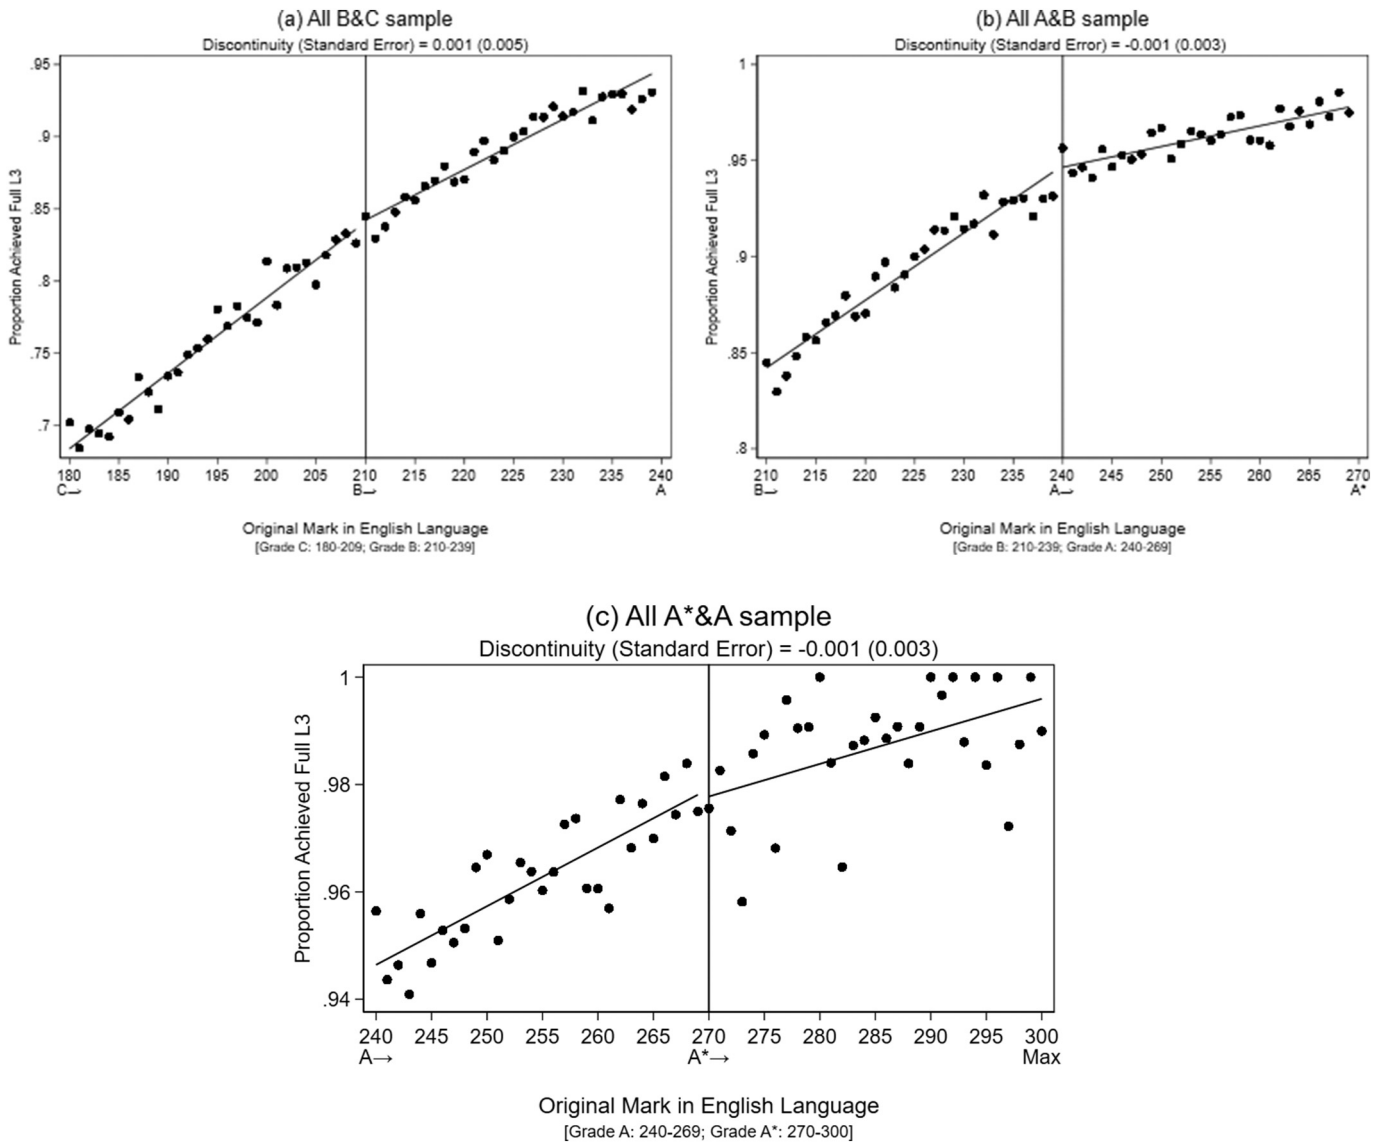 (a) All B&C sample
Discontinuity (Standard Error) = 0.001 (0.005)
Proportion Achieved Full L3
.95
.9
.85
.8
.75
.7
180 185 190 195 200 205 210 215 220 225 230 235 240
C→ B→ A
Original Mark in English Language
[Grade C: 180-209; Grade B: 210-239]
(b) All A&B sample
Discontinuity (Standard Error) = -0.001 (0.003)
Proportion Achieved Full L3
1
.95
.9
.85
.8
210 215 220 225 230 235 240 245 250 255 260 265 270
B→ A→ A*
Original Mark in English Language
[Grade B: 210-239; Grade A: 240-269]
(c) All A*&A sample
Discontinuity (Standard Error) = -0.001 (0.003)
Proportion Achieved Full L3
1
.98
.96
.94
240 245 250 255 260 265 270 275 280 285 290 295 300
A→ A*→ Max
Original Mark in English Language
[Grade A: 240-269; Grade A*: 270-300]